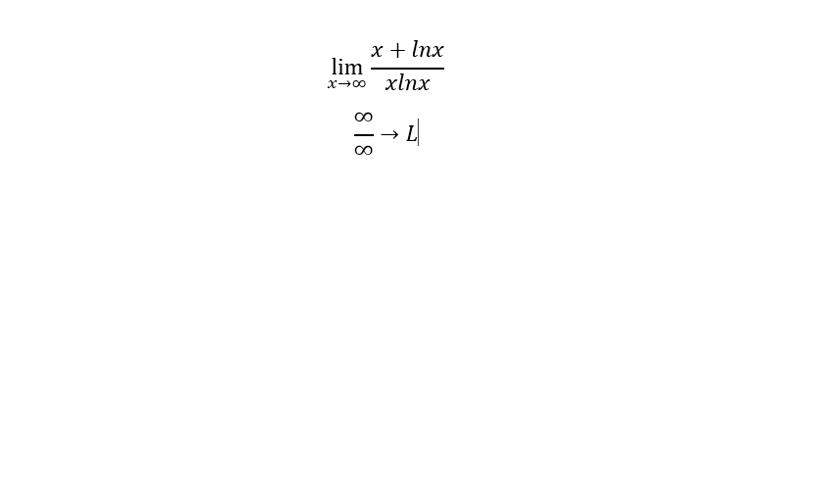 lim x→∞ x + lnx / xlnx
∞/∞ → L